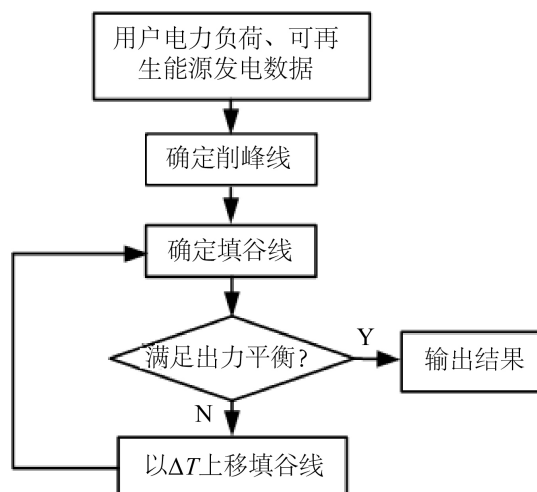 用户电力负荷、可再
生能源发电数据
确定削峰线
确定填谷线
满足出力平衡?
Y
输出结果
N
以ΔT上移填谷线